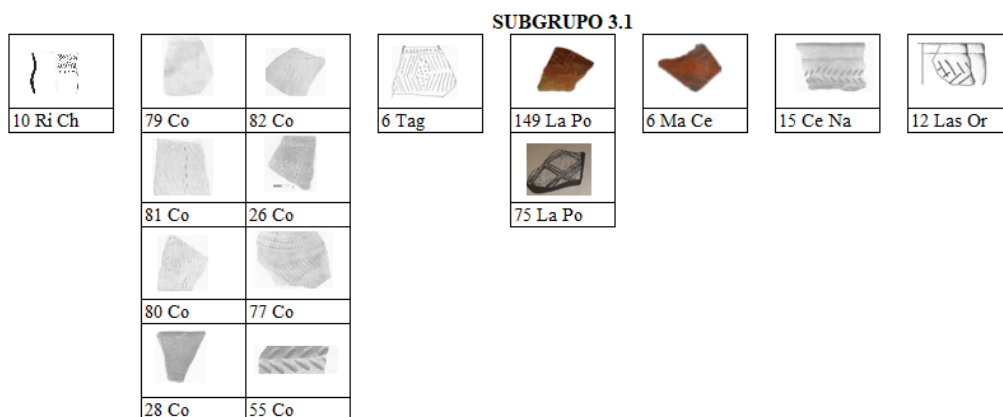 SUBGRUPO 3.1
10 Ri Ch
79 Co
82 Co
6 Tag
149 La Po
6 Ma Ce
15 Ce Na
12 Las Or
81 Co
26 Co
75 La Po
80 Co
77 Co
28 Co
55 Co